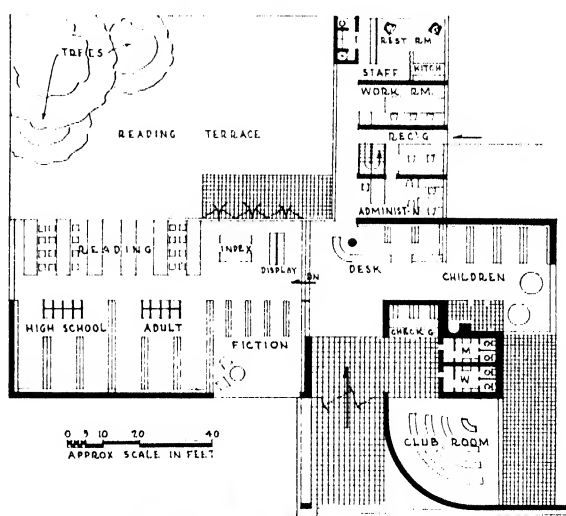 TREES
READING TERRACE
REST RM
STAFF
KITCH
WORK RM.
REC'G
ADMINIST'N
READING
INDEX
DISPLAY
DN
DESK
CHILDREN
HIGH SCHOOL
ADULT
FICTION
CHECK'G
M
W
CLUB ROOM
0 5 10 20 40
APPROX SCALE IN FEET